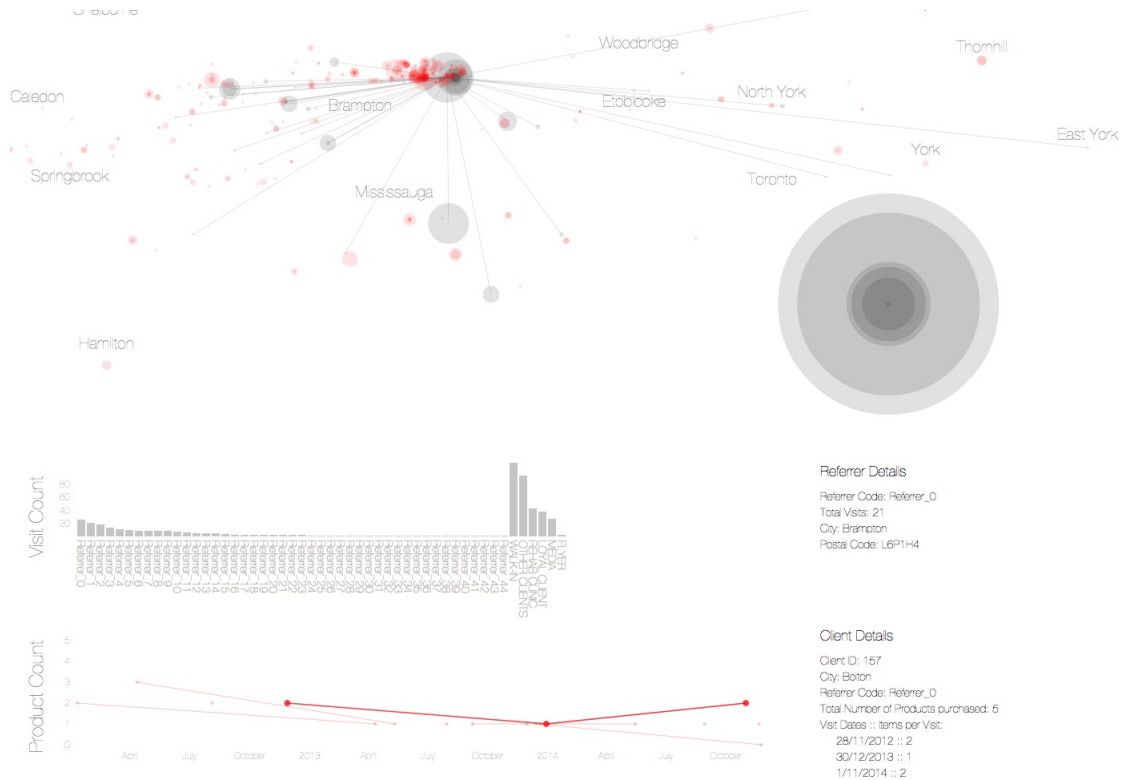 Woodbridge
Thornhill
Caledon
Brampton
Etobicoke
North York
East York
Springbrook
York
Mississauga
Toronto
Hamilton
Visit Count
80
60
40
20
Referrer_0
Referrer_1
Referrer_2
Referrer_3
Referrer_4
Referrer_5
Referrer_6
Referrer_7
Referrer_8
Referrer_9
Referrer_10
Referrer_11
Referrer_12
Referrer_13
Referrer_14
Referrer_15
Referrer_16
Referrer_17
Referrer_19
Referrer_20
Referrer_21
Referrer_22
Referrer_23
Referrer_24
Referrer_26
Referrer_27
Referrer_28
Referrer_29
Referrer_30
Referrer_31
Referrer_33
Referrer_34
Referrer_35
Referrer_36
Referrer_37
Referrer_38
Referrer_39
Referrer_40
Referrer_41
Referrer_42
Referrer_43
Referrer_44
WALK-IN
OTHER CLIENTS
REHAB CLINIC
LOYAL CLIENT
MEDIA
FLYER
Referrer Details
Referrer Code: Referrer_0
Total Visits: 21
City: Brampton
Postal Code: L6P1H4
Product Count
5
4
3
2
1
0
April
July
October
2013
April
July
October
2014
April
July
October
Client Details
Client ID: 157
City: Bolton
Referrer Code: Referrer_0
Total Number of Products purchased: 5
Visit Dates :: Items per Visit:
28/11/2012 :: 2
30/12/2013 :: 1
1/11/2014 :: 2